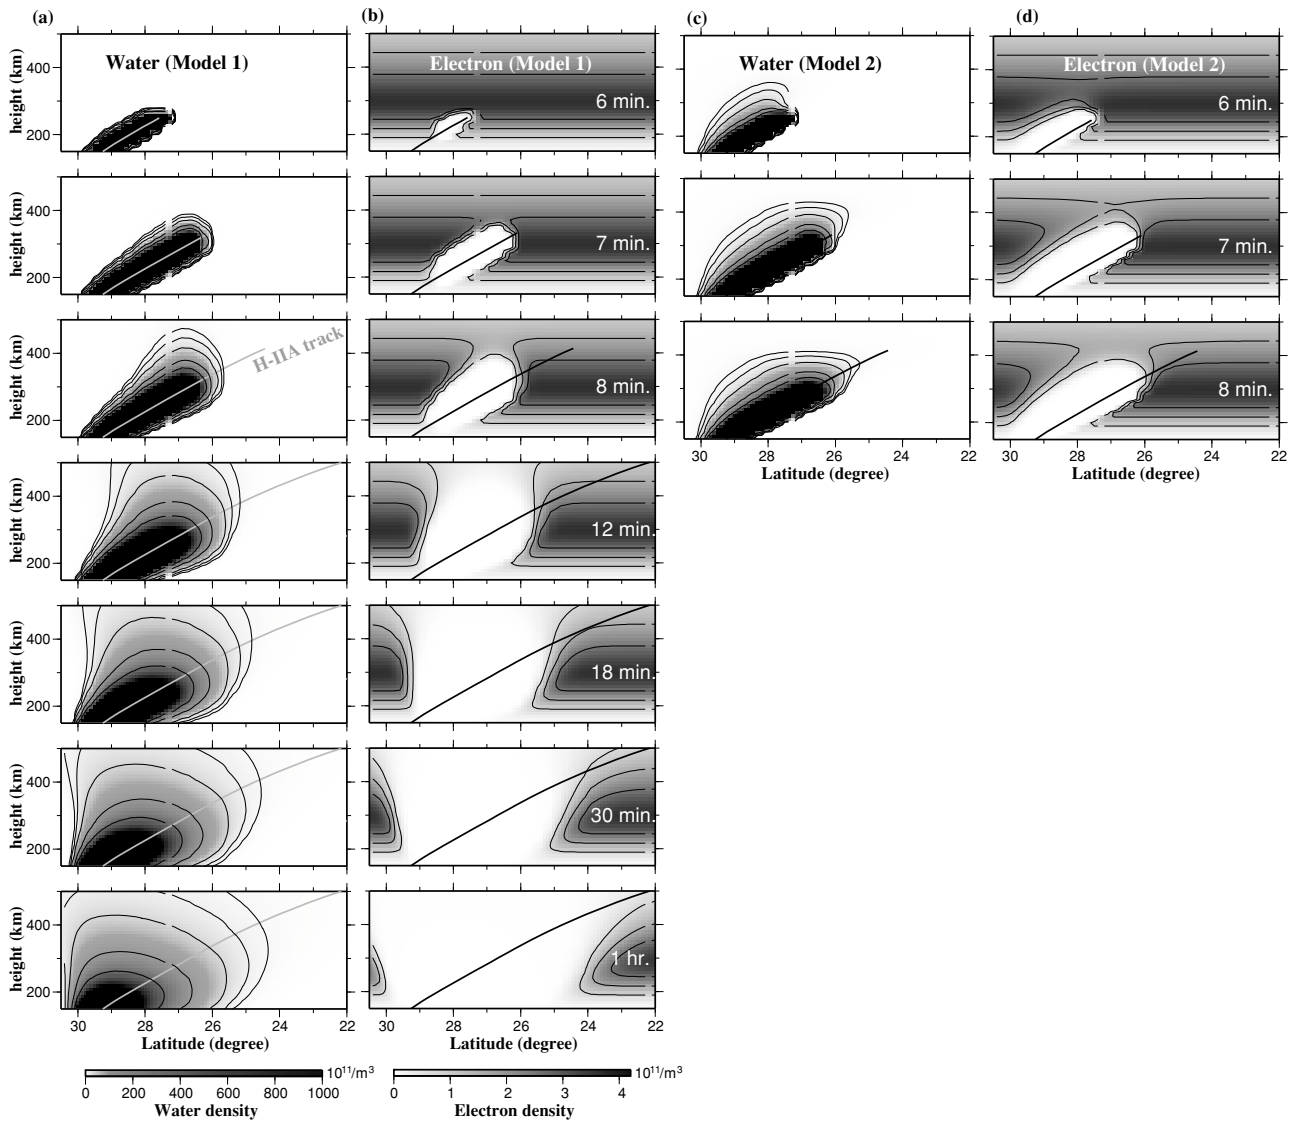 (a)
(b)
(c)
(d)
Water (Model 1)
Electron (Model 1)
Water (Model 2)
Electron (Model 2)
height (km)
400
200
6 min.
6 min.
height (km)
400
200
7 min.
7 min.
height (km)
400
200
H-IIA track
8 min.
8 min.
30 28 26 24 22
30 28 26 24 22
Latitude (degree)
Latitude (degree)
height (km)
400
200
12 min.
height (km)
400
200
18 min.
height (km)
400
200
30 min.
height (km)
400
200
1 hr.
30 28 26 24 22
28 26 24 22
Latitude (degree)
Latitude (degree)
10¹¹/m³
0 200 400 600 800 1000
Water density
10¹¹/m³
0 1 2 3 4
Electron density